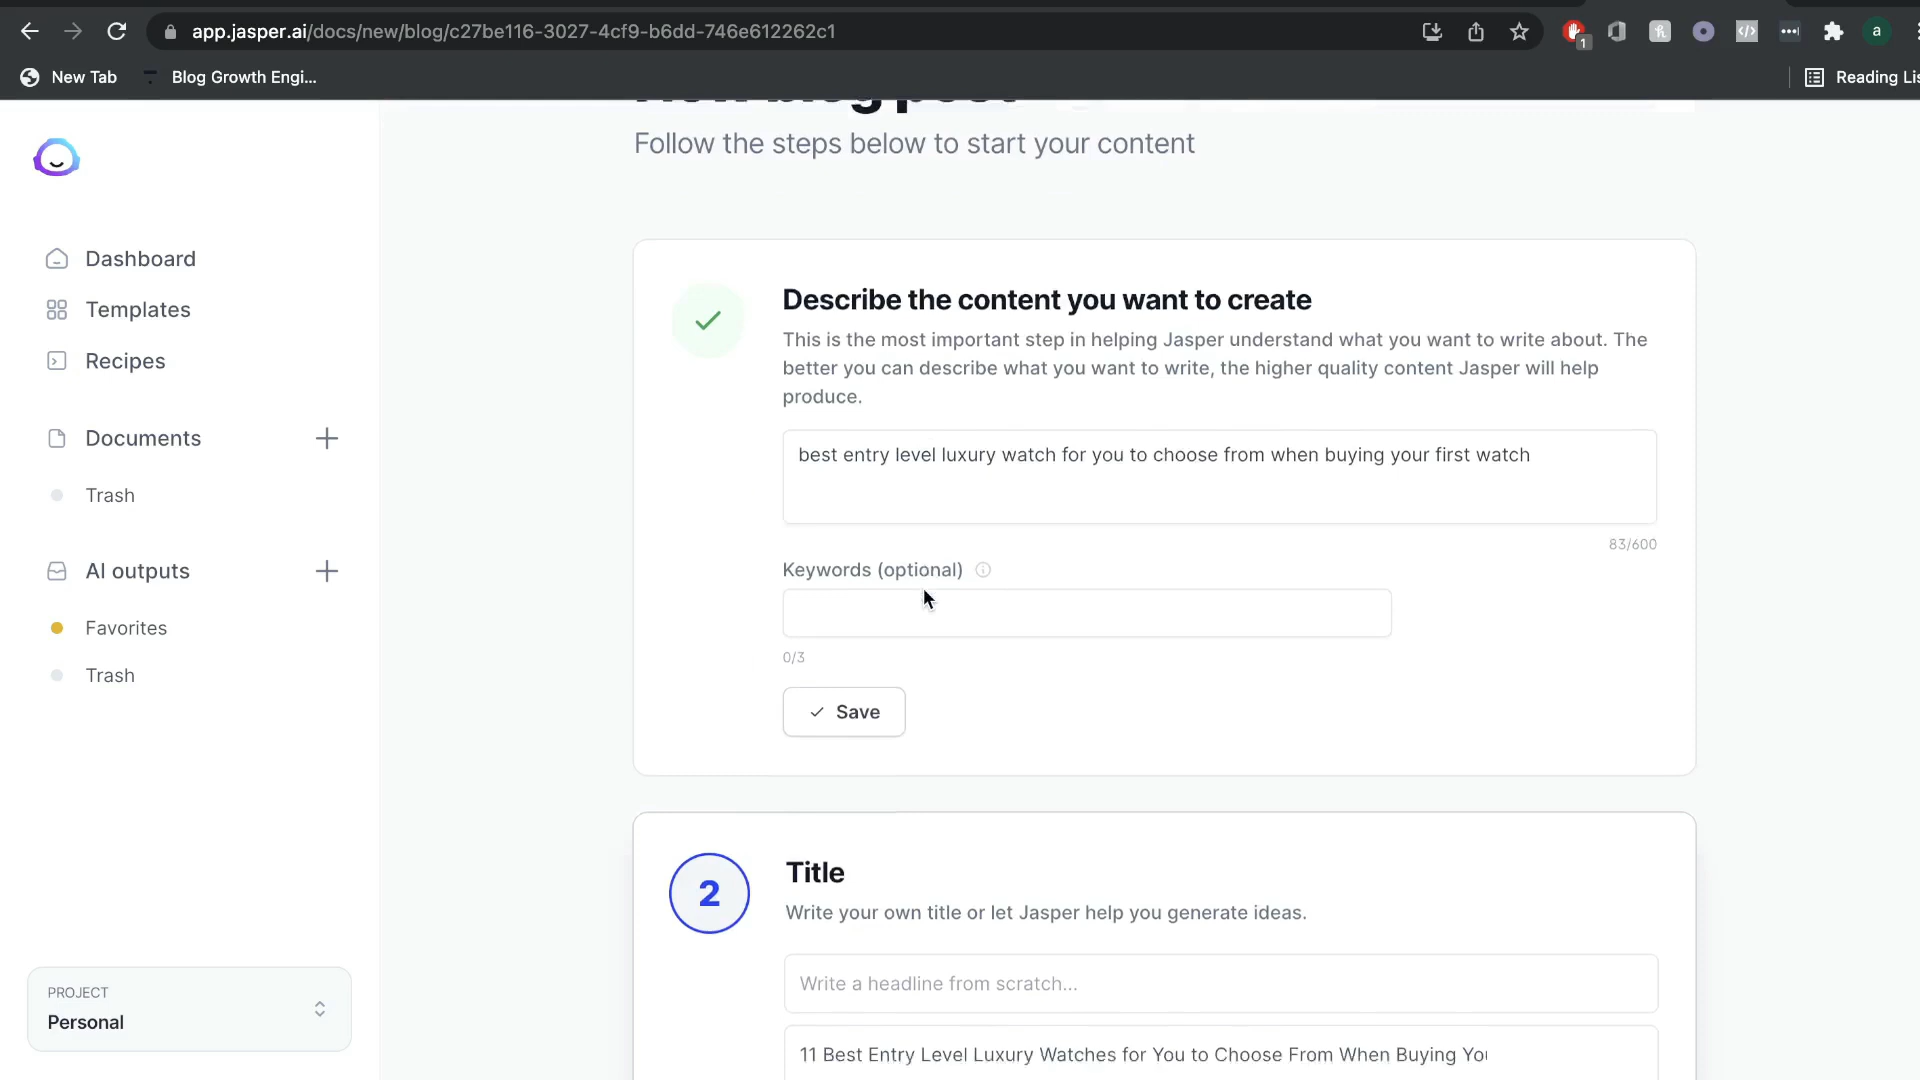 app.jasper.ai/docs/new/blog/c27be116-3027-4cf9-b6dd-746e612262c1
1
a
New Tab
Blog Growth Engi...
Reading Lis
New blog post
Follow the steps below to start your content
Dashboard
Templates
Recipes
Documents
Trash
AI outputs
Favorites
Trash
PROJECT
Personal
Describe the content you want to create
This is the most important step in helping Jasper understand what you want to write about. The
better you can describe what you want to write, the higher quality content Jasper will help
produce.
best entry level luxury watch for you to choose from when buying your first watch
83/600
Keywords (optional)
0/3
Save
2
Title
Write your own title or let Jasper help you generate ideas.
Write a headline from scratch...
11 Best Entry Level Luxury Watches for You to Choose From When Buying You